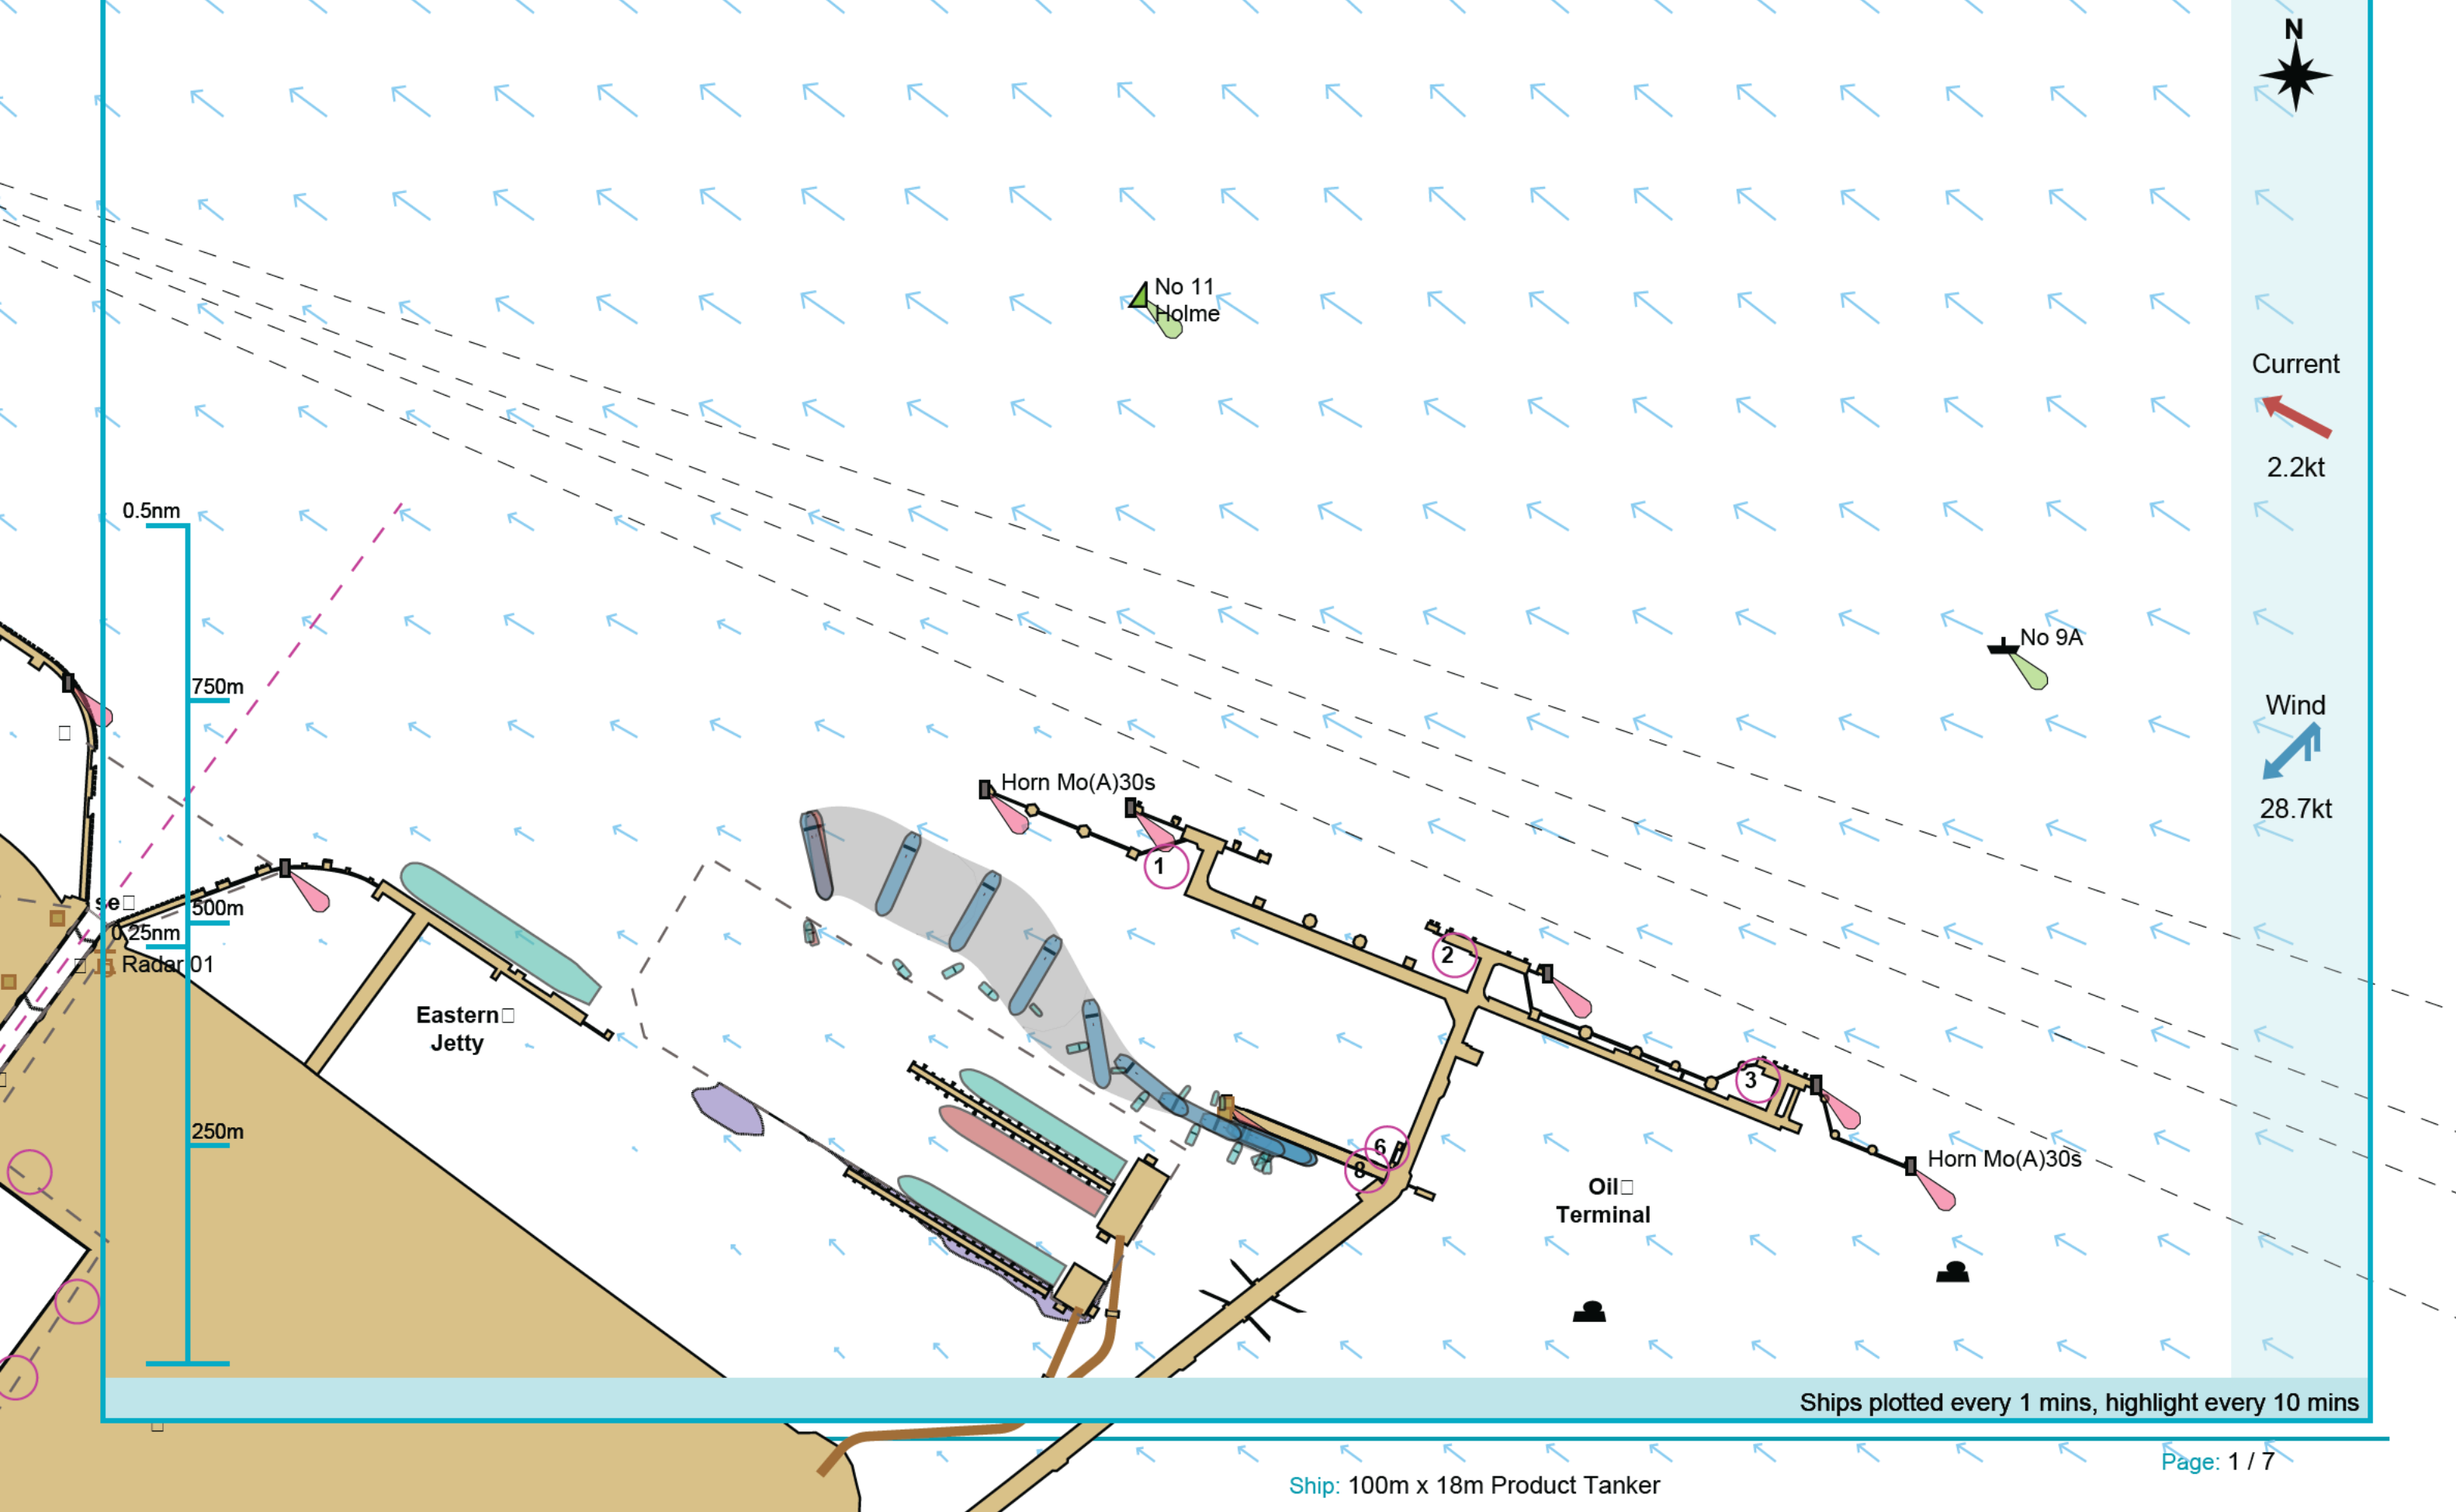 N
No 11
Holme
Current
2.2kt
0.5nm
No 9A
750m
Wind
Horn Mo(A)30s
28.7kt
1
se
500m
0.25nm
2
Radar 01
Eastern
Jetty
3
250m
6
8
Horn Mo(A)30s
Oil
Terminal
Ships plotted every 1 mins, highlight every 10 mins
Page: 1 / 7
Ship: 100m x 18m Product Tanker